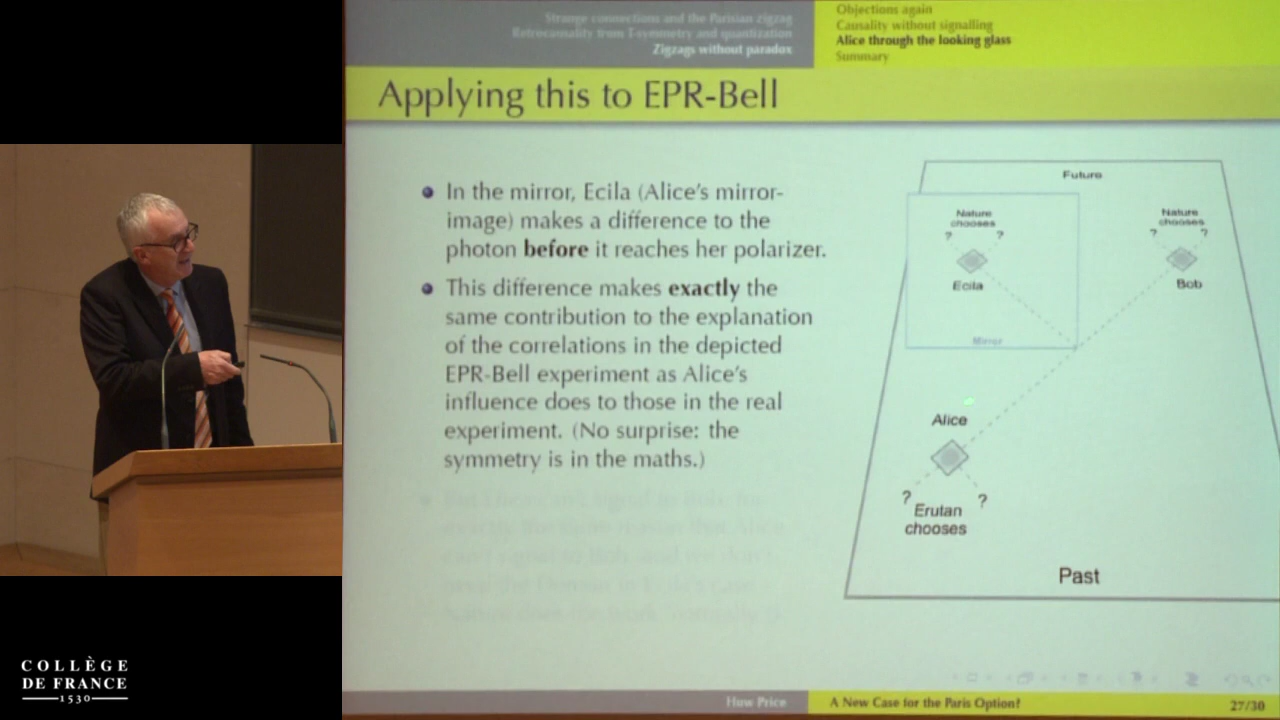 Strange connections and the Parisian zigzag
Retrocausality from T-symmetry and quantization
Zigzags without paradox
Objections again
Causality without signalling
Alice through the looking glass
Summary
Applying this to EPR-Bell
In the mirror, Ecila (Alice's mirror-
image) makes a difference to the
photon before it reaches her polarizer.
This difference makes exactly the
same contribution to the explanation
of the correlations in the depicted
EPR-Bell experiment as Alice's
influence does to those in the real
experiment. (No surprise: the
symmetry is in the maths.)
Future
Nature
chooses
? ?
Ecila
Mirror
Nature
chooses
? ?
Bob
Alice
? ?
Erutan
chooses
Past
COLLÈGE
DE FRANCE
1530
Huw Price
A New Case for the Paris Option?
27/30